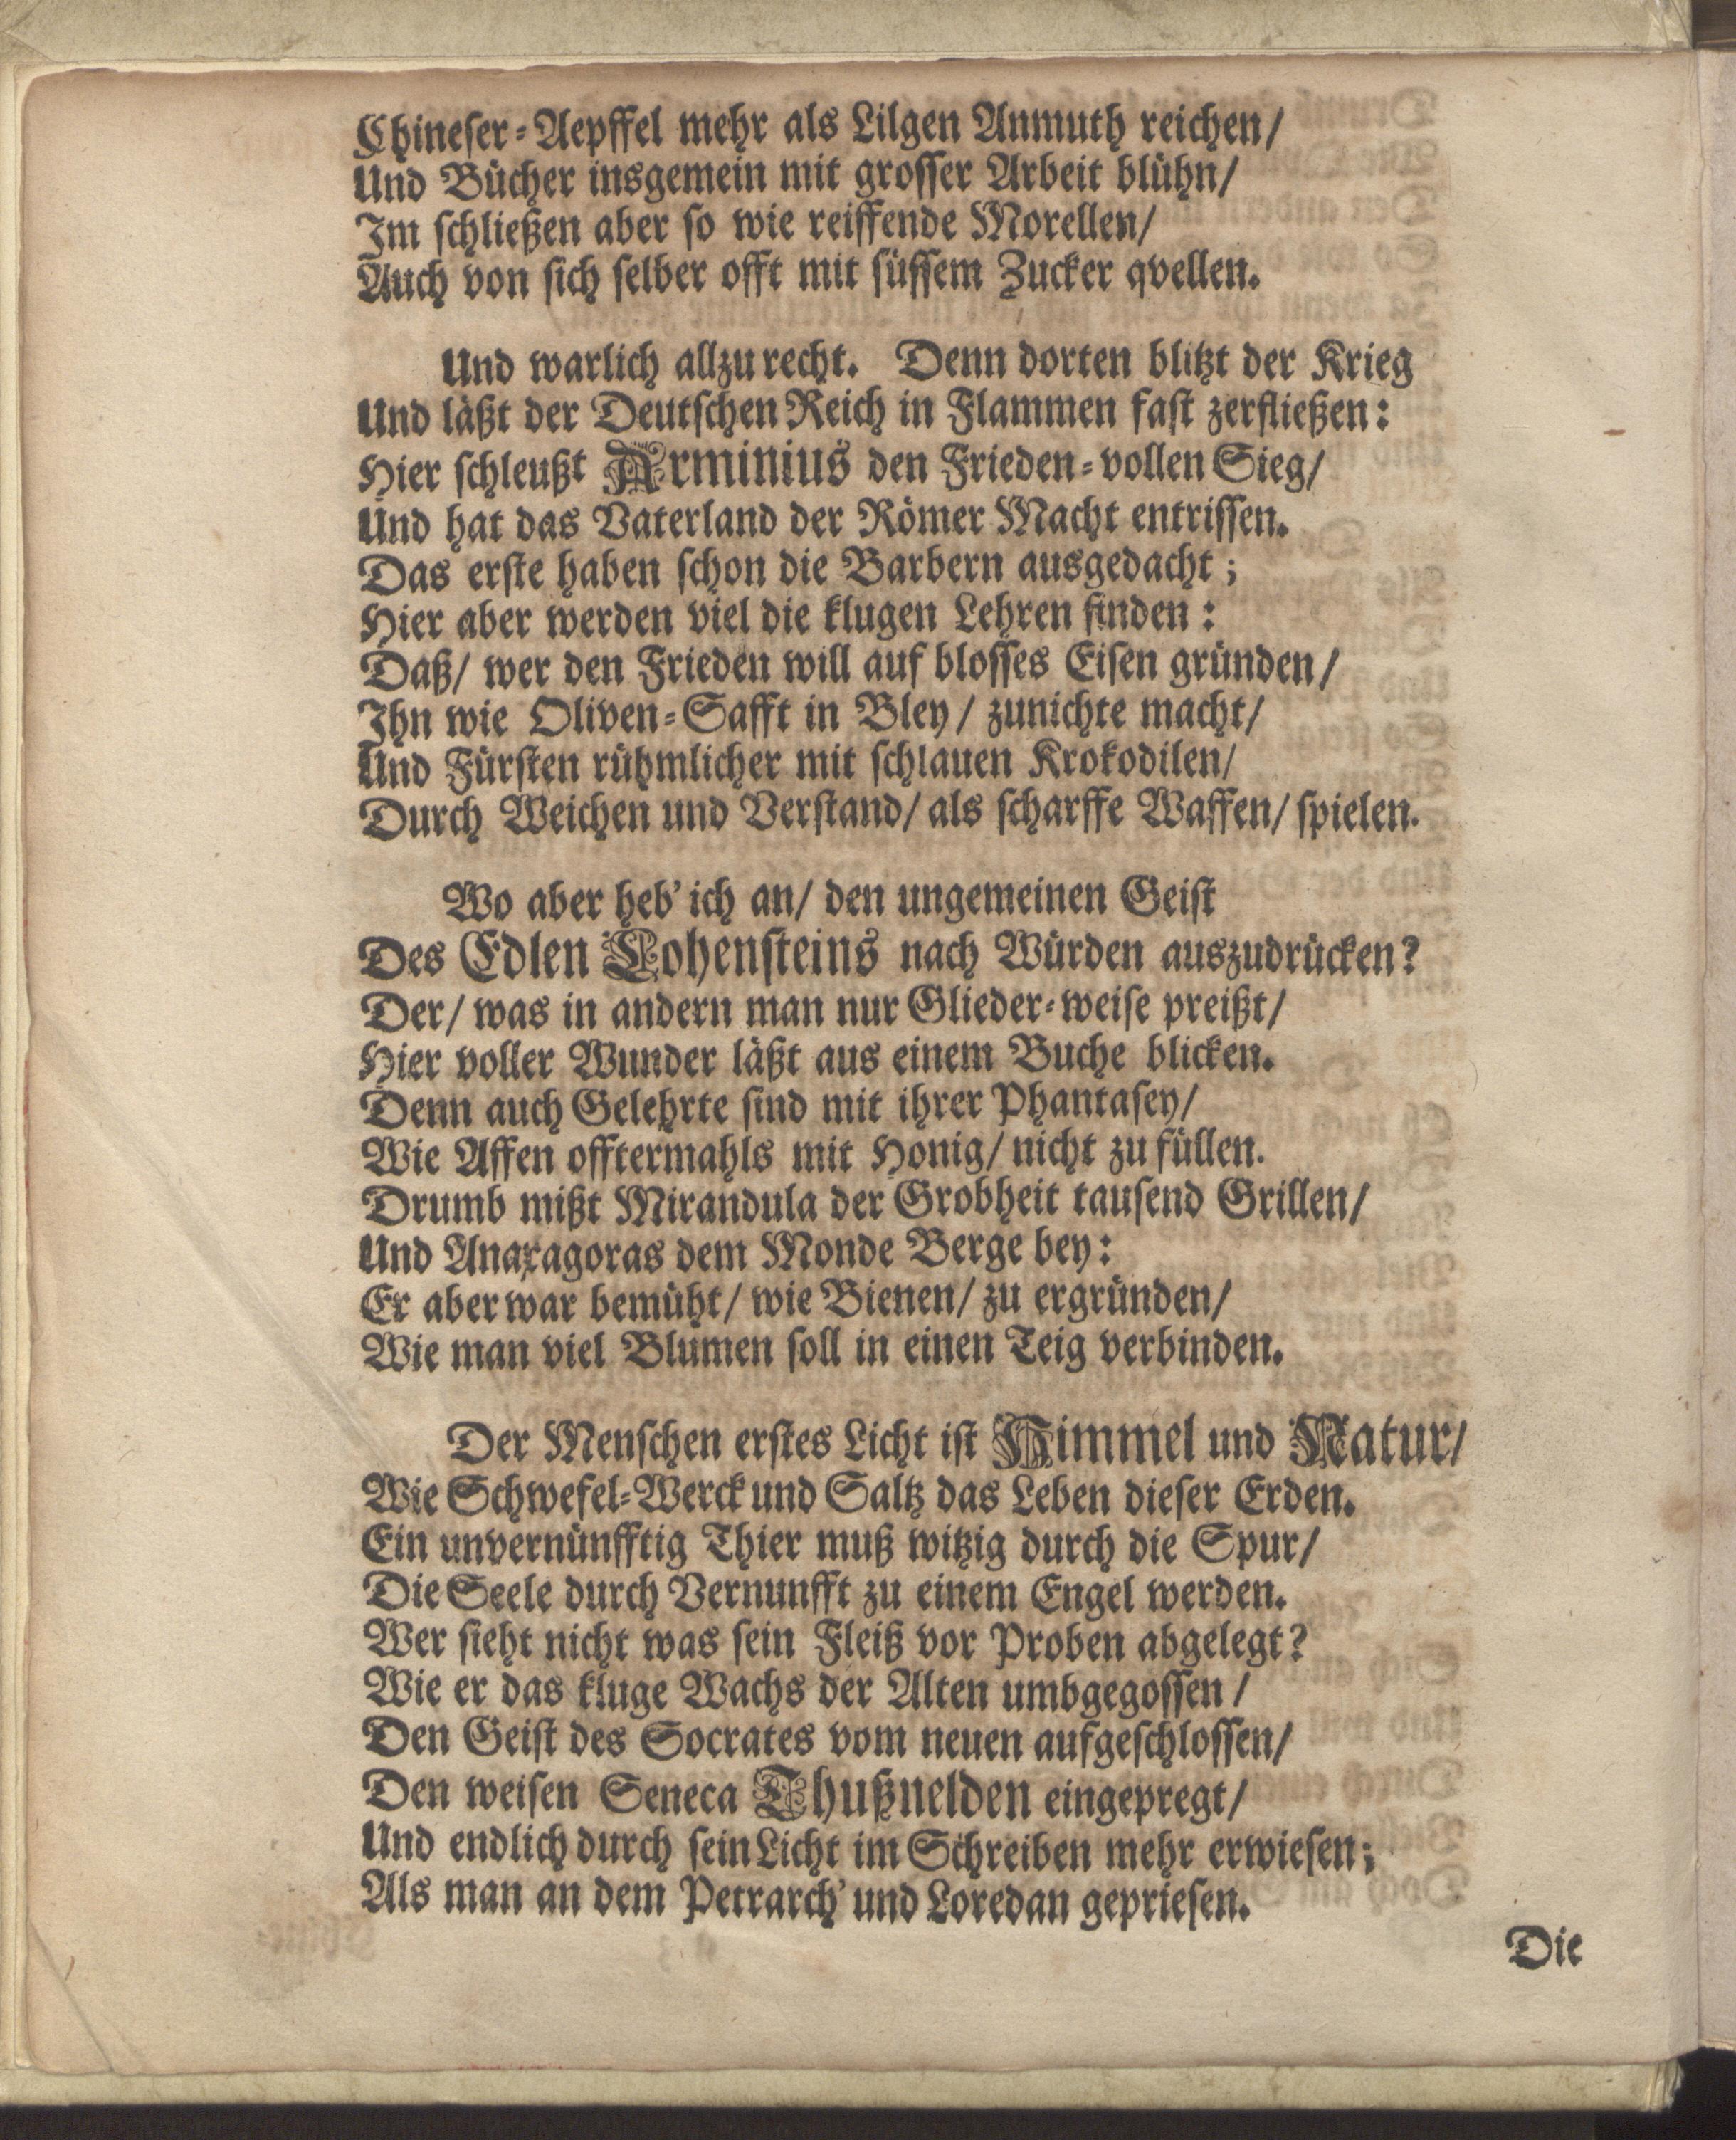 Chineser-Aepffel mehr als Lilgen Anmuth reichen/
Und Bücher insgemein mit grosser Arbeit blühn/
Im schließen aber so wie reiffende Morellen/
Auch von sich selber offt mit süssem Zucker qvellen.
Und warlich allzu recht. Denn dorten blitzt der Krieg
Und läßt der Deutschen Reich in Flammen fast zerfließen:
Hier schleußt Arminius den Frieden-vollen Sieg/
Und hat das Vaterland der Römer Macht entrissen.
Das erste haben schon die Barbern ausgedacht;
Hier aber werden viel die klugen Lehren finden:
Daß/ wer den Frieden will auf blosses Eisen gründen/
Ihn wie Oliven-Safft in Bley/ zunichte macht/
Und Fürsten rühmlicher mit schlauen Krokodilen/
Durch Weichen und Verstand/ als scharffe Waffen/ spielen.
Wo aber heb' ich an/ den ungemeinen Geist
Des Edlen Lohensteins nach Würden auszudrücken?
Der/ was in andern man nur Glieder-weise preißt/
Hier voller Wunder läßt aus einem Buche blicken.
Denn auch Gelehrte sind mit ihrer Phantasey/
Wie Affen offtermahls mit Honig/ nicht zu füllen.
Drumb mißt Mirandula der Grobheit tausend Grillen/
Und Anaxagoras dem Monde Berge bey:
Er aber war bemüht/ wie Bienen/ zu ergründen/
Wie man viel Blumen soll in einen Teig verbinden.
Der Menschen erstes Licht ist Himmel und Natur/
Wie Schwefel-Werck und Saltz das Leben dieser Erden.
Ein unvernünfftig Thier muß witzig durch die Spur/
Die Seele durch Vernunfft zu einem Engel werden.
Wer sieht nicht was sein Fleiß vor Proben abgelegt?
Wie er das kluge Wachs der Alten umbgegossen/
Den Geist des Socrates vom neuen aufgeschlossen/
Den weisen Seneca Thußnelden eingepregt/
Und endlich durch sein Licht im Schreiben mehr erwiesen;
Als man an dem Petrarch' und Loredan gepriesen.
Die